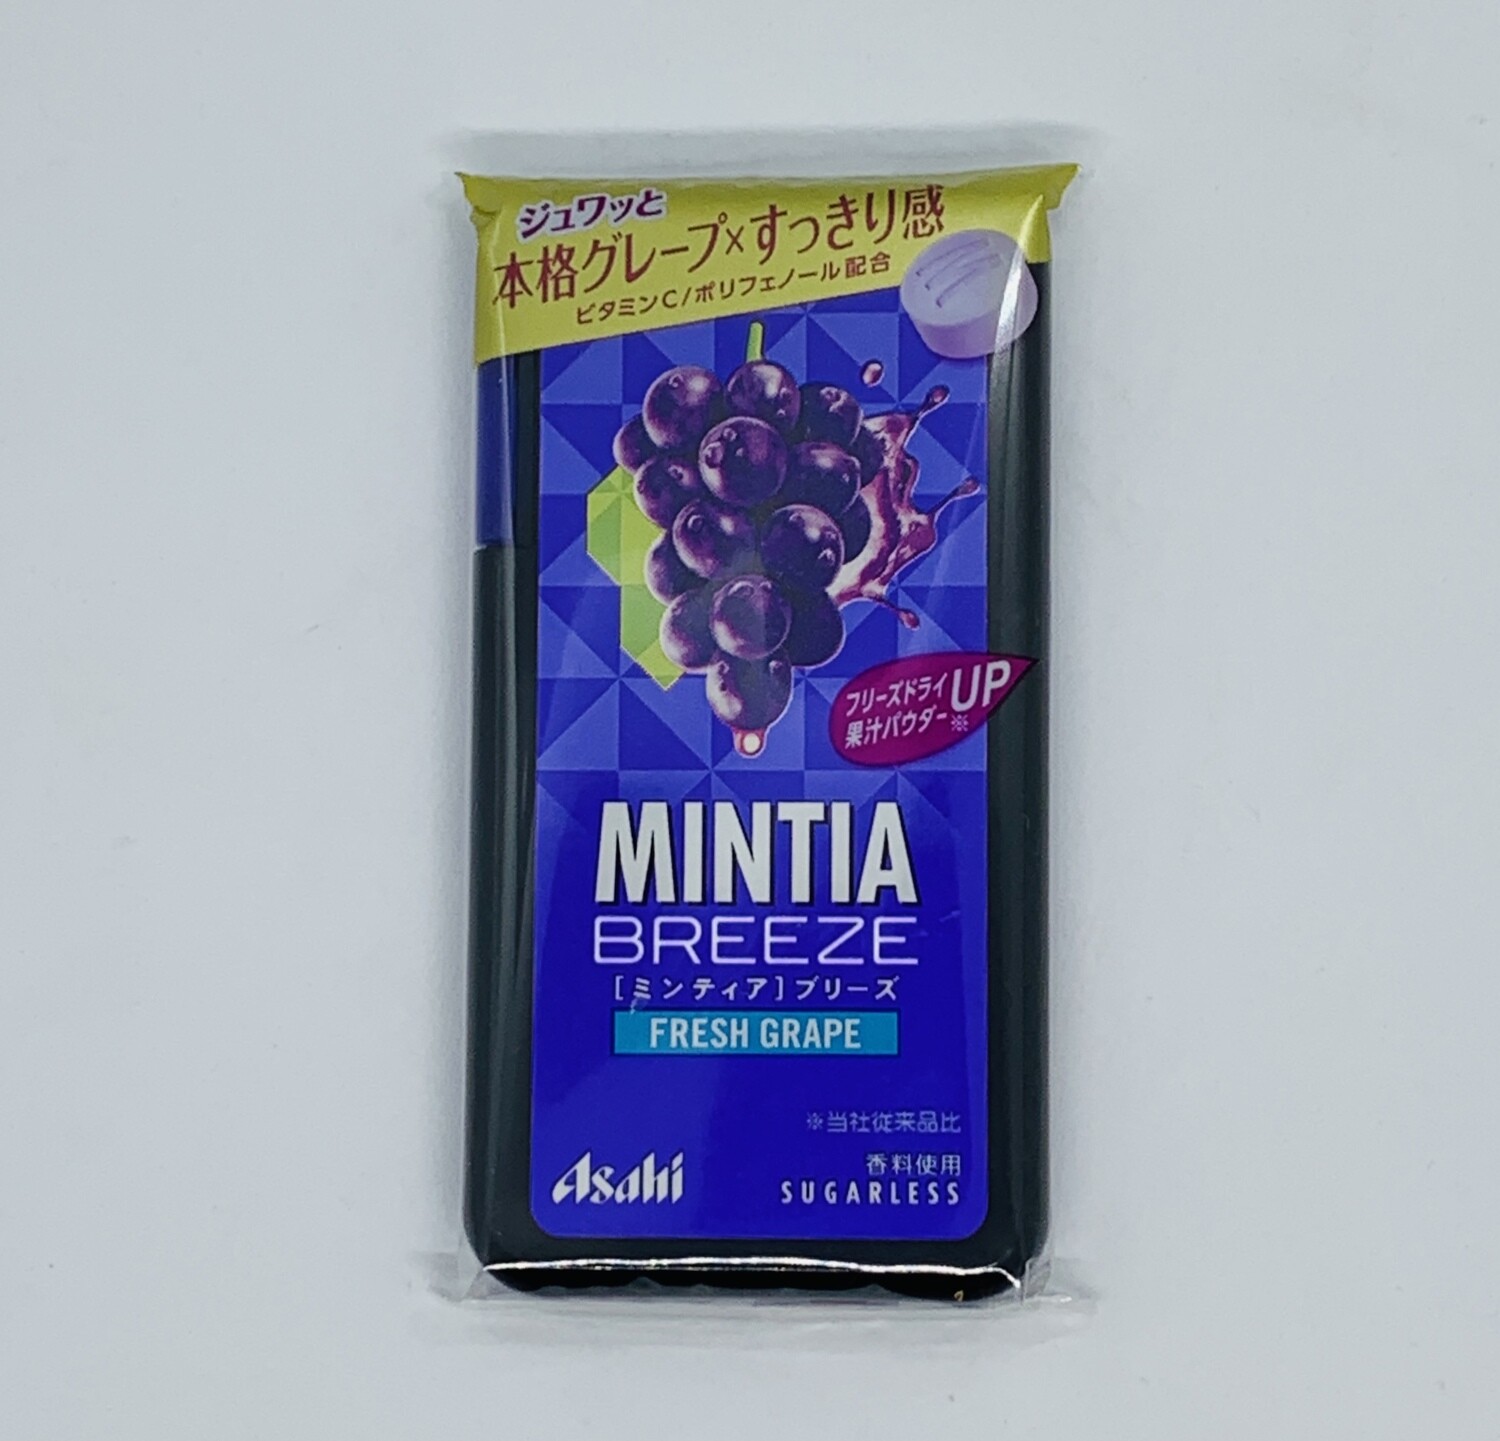 ジュワッと
本格グレープ×すっきり感
ビタミンC/ポリフェノール配合
フリーズドライ
果汁パウダー※UP
MINTIA
BREEZE
[ミンティア]ブリーズ
FRESH GRAPE
※当社従来品比
Asahi
香料使用
SUGARLESS